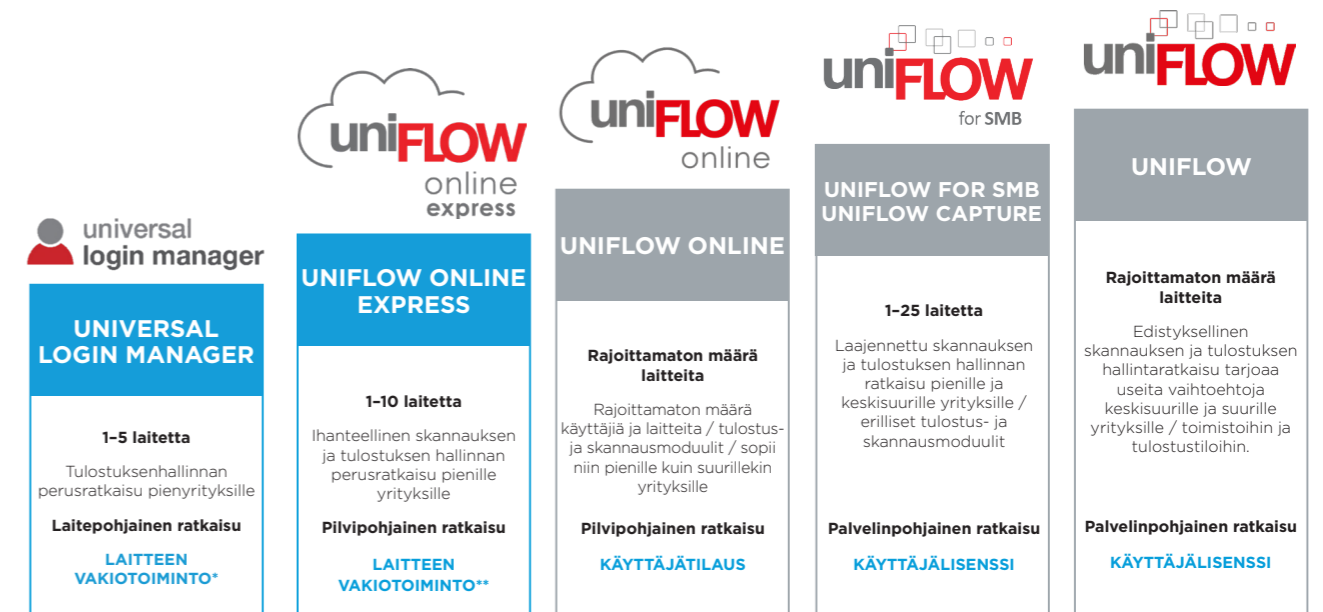 universal
login manager
UNIVERSAL
LOGIN MANAGER
1–5 laitetta
Tulostuksenhallinnan
perusratkaisu pienyrityksille
Laitepohjainen ratkaisu
LAITTEEN
VAKIOTOIMINTO*
uniFLOW
online
express
UNIFLOW ONLINE
EXPRESS
1–10 laitetta
Ihanteellinen skannauksen
ja tulostuksen hallinnan
perusratkaisu pienille
yrityksille
Pilvipohjainen ratkaisu
LAITTEEN
VAKIOTOIMINTO**
uniFLOW
online
UNIFLOW ONLINE
Rajoittamaton määrä
laitteita
Rajoittamaton määrä
käyttäjiä ja laitteita / tulostus-
ja skannausmoduulit / sopii
niin pienille kuin suurillekin
yrityksille
Pilvipohjainen ratkaisu
KÄYTTÄJÄTILAUS
uniFLOW
for SMB
UNIFLOW FOR SMB
UNIFLOW CAPTURE
1–25 laitetta
Laajennettu skannauksen
ja tulostuksen hallinnan
ratkaisu pienille ja
keskisuurille yrityksille /
erilliset tulostus- ja
skannausmoduulit
Palvelinpohjainen ratkaisu
KÄYTTÄJÄLISENSSI
uniFLOW
UNIFLOW
Rajoittamaton määrä
laitteita
Edistyksellinen
skannauksen ja tulostuksen
hallintaratkaisu tarjoaa
useita vaihtoehtoja
keskisuurille ja suurille
yrityksille / toimistoihin ja
tulostustiloihin.
Palvelinpohjainen ratkaisu
KÄYTTÄJÄLISENSSI